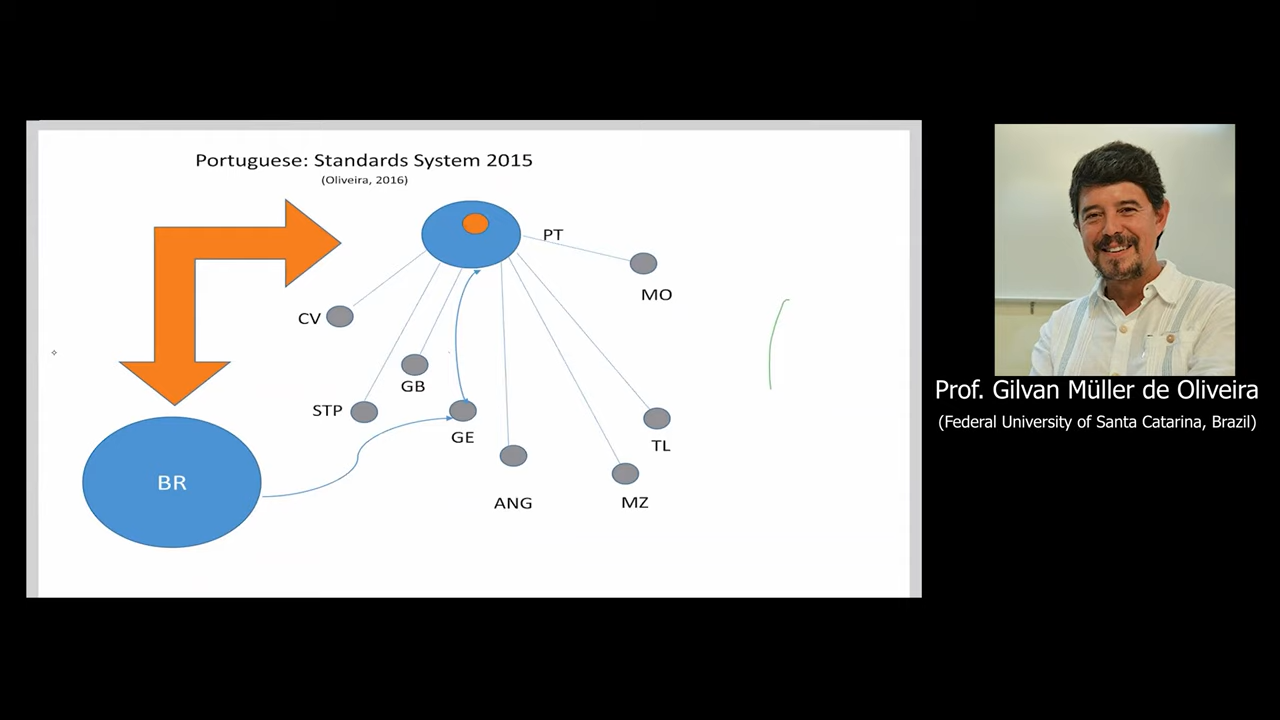 Portuguese: Standards System 2015
(Oliveira, 2016)
PT
MO
CV
GB
STP
GE
TL
BR
ANG
MZ
Prof. Gilvan Müller de Oliveira
(Federal University of Santa Catarina, Brazil)